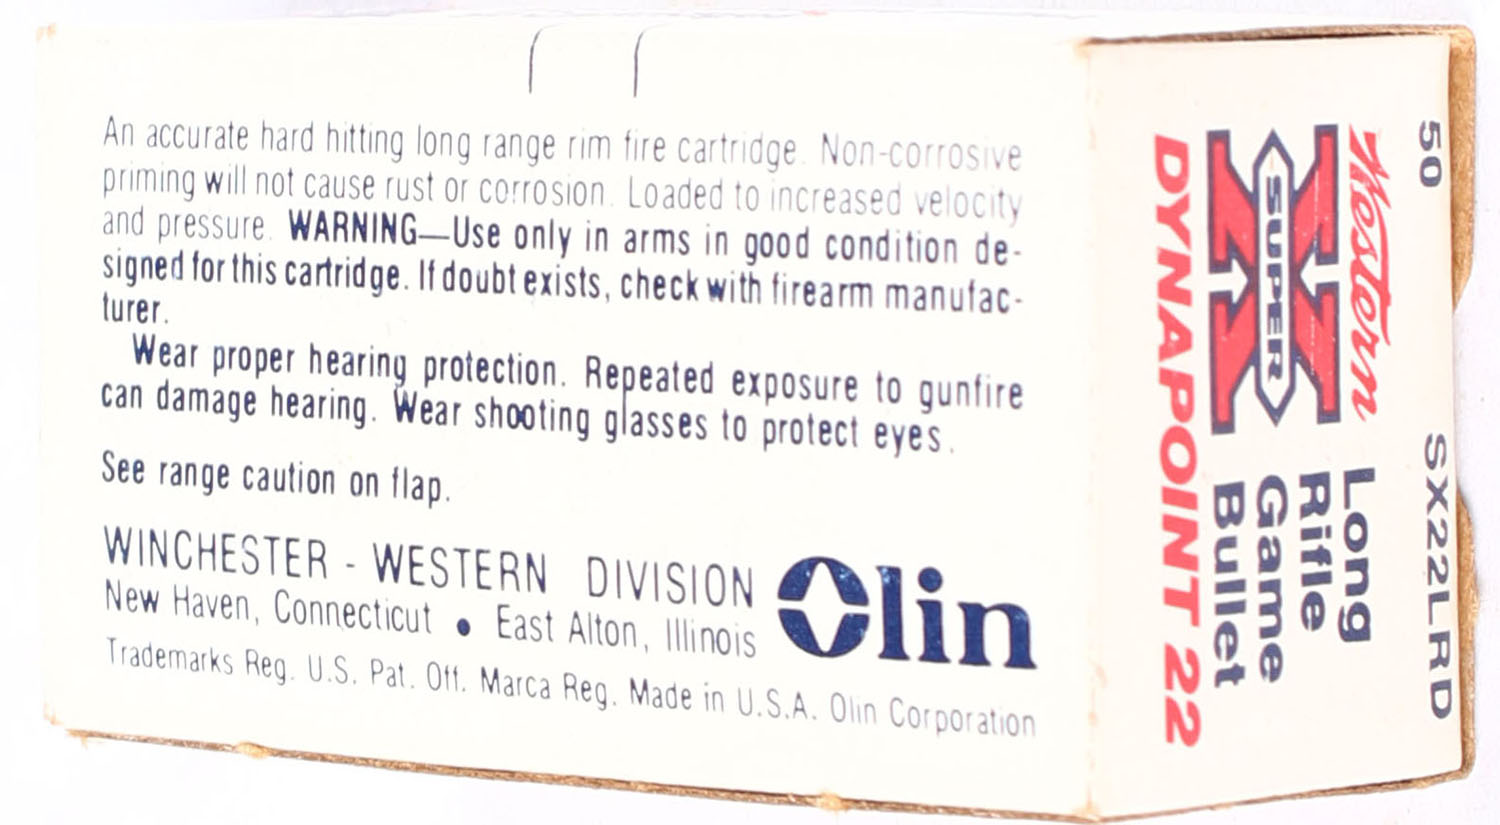 An accurate hard hitting long range rim fire cartridge. Non-corrosive
priming will not cause rust or corrosion. Loaded to increased velocity
and pressure. WARNING—Use only in arms in good condition de-
signed for this cartridge. If doubt exists, check with firearm manufac-
turer.
Wear proper hearing protection. Repeated exposure to gunfire
can damage hearing. Wear shooting glasses to protect eyes.
See range caution on flap.
WINCHESTER - WESTERN DIVISION
New Haven, Connecticut • East Alton, Illinois
Olin
Trademarks Reg. U.S. Pat. Off. Marca Reg. Made in U.S.A. Olin Corporation
50 SX22LRD
Western
SUPER X
Long
Rifle
Game
Bullet
DYNAPOINT 22